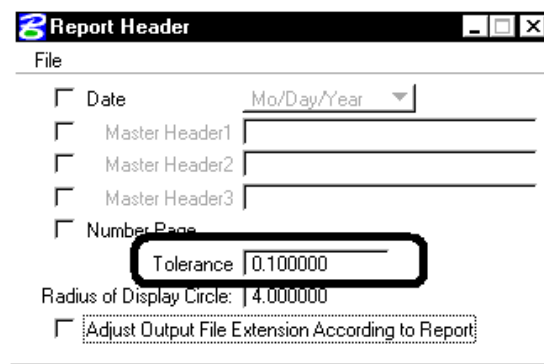 Report Header
File
Date Mo/Day/Year
Master Header1
Master Header2
Master Header3
Number Page
Tolerance 0.100000
Radius of Display Circle: 4.000000
Adjust Output File Extension According to Report